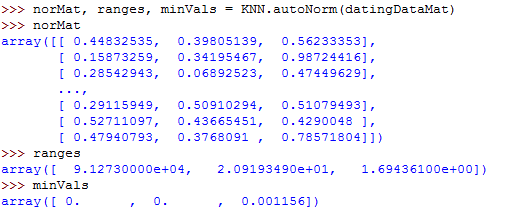 >>> norMat, ranges, minVals = KNN.autoNorm(datingDataMat)
>>> norMat
array([[ 0.44832535,  0.39805139,  0.56233353],
       [ 0.15873259,  0.34195467,  0.98724416],
       [ 0.28542943,  0.06892523,  0.47449629],
       ...,
       [ 0.29115949,  0.50910294,  0.51079493],
       [ 0.52711097,  0.43665451,  0.4290048 ],
       [ 0.47940793,  0.3768091 ,  0.78571804]])
>>> ranges
array([  9.12730000e+04,   2.09193490e+01,   1.69436100e+00])
>>> minVals
array([ 0.      ,  0.      ,  0.001156])